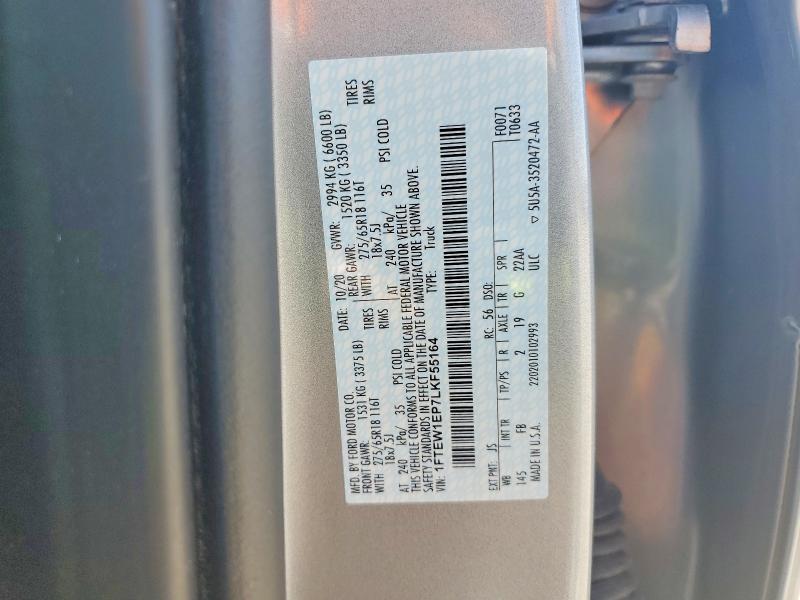 MFD. BY FORD MOTOR CO.
DATE: 10/20 GVWR: 2994 KG ( 6600 LB)
FRONT GAWR: 1531 KG ( 3375 LB) REAR GAWR: 1520 KG ( 3350 LB)
WITH 275/65R18 116T TIRES WITH 275/65R18 116T TIRES
18x7.5J RIMS 18x7.5J RIMS
AT 240 kPa/ 35 PSI COLD AT 240 kPa/ 35 PSI COLD
THIS VEHICLE CONFORMS TO ALL APPLICABLE FEDERAL MOTOR VEHICLE
SAFETY STANDARDS IN EFFECT ON THE DATE OF MANUFACTURE SHOWN ABOVE.
VIN: 1FTEW1EP7LKF55164 TYPE: Truck
EXT PNT: JS RC: 56 DSO: F0071
WB INT TR TP/PS R AXLE TR SPR T0633
145 FB 2 19 G 22AA
MADE IN U.S.A. 2202010102993 ULC ▽ 5U5A-3520472-AA